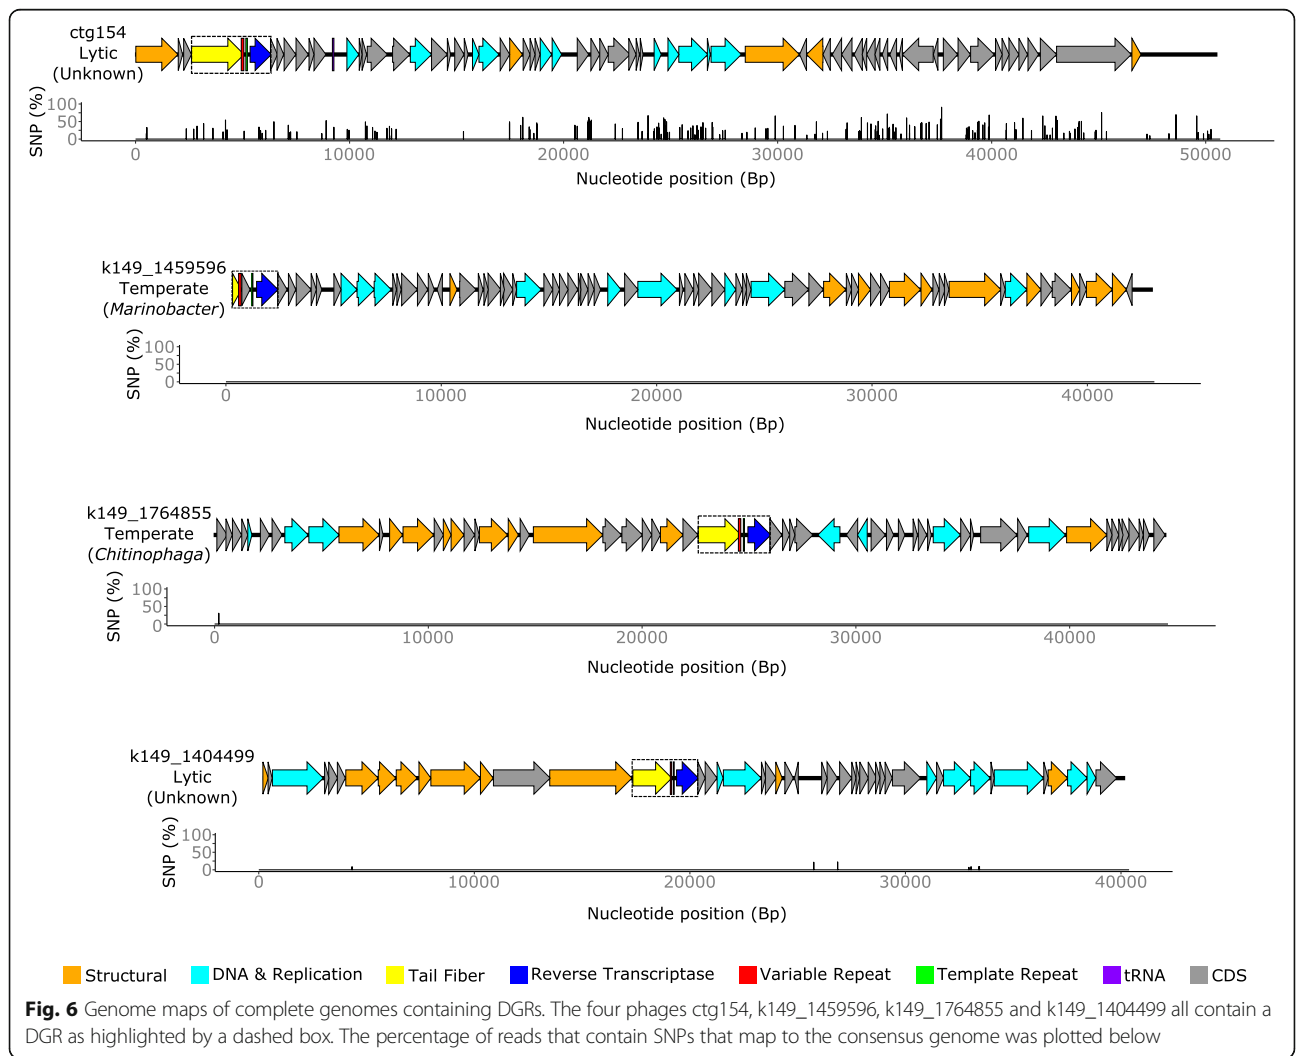 ctg154
Lytic
(Unknown)
SNP (%)
100
50
0
0 10000 20000 30000 40000 50000
Nucleotide position (Bp)
k149_1459596
Temperate
(Marinobacter)
SNP (%)
100
50
0
0 10000 20000 30000 40000
Nucleotide position (Bp)
k149_1764855
Temperate
(Chitinophaga)
SNP (%)
100
50
0
0 10000 20000 30000 40000
Nucleotide position (Bp)
k149_1404499
Lytic
(Unknown)
SNP (%)
100
50
0
0 10000 20000 30000 40000
Nucleotide position (Bp)
Structural DNA & Replication Tail Fiber Reverse Transcriptase Variable Repeat Template Repeat tRNA CDS
Fig. 6 Genome maps of complete genomes containing DGRs. The four phages ctg154, k149_1459596, k149_1764855 and k149_1404499 all contain a
DGR as highlighted by a dashed box. The percentage of reads that contain SNPs that map to the consensus genome was plotted below